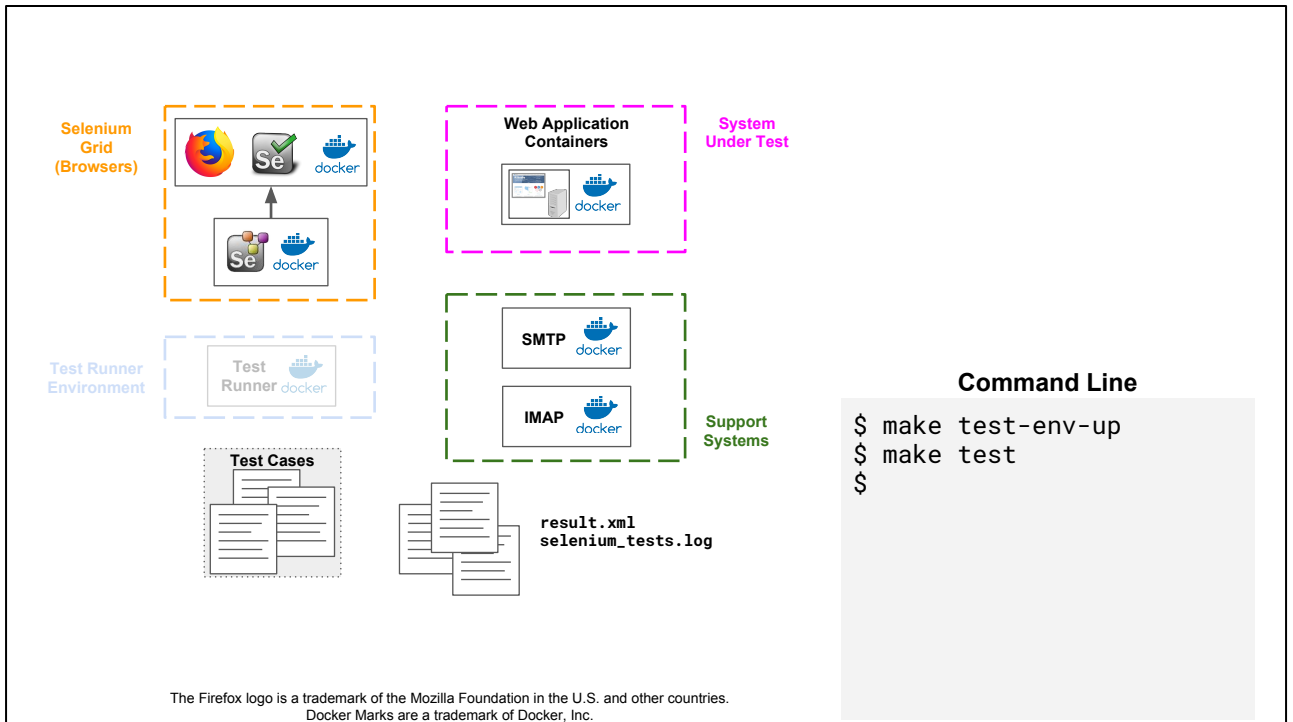 Selenium
Grid
(Browsers)
Se
docker
Se
docker
Web Application
Containers
docker
System
Under Test
Test Runner
Environment
Test
Runner
docker
SMTP
docker
IMAP
docker
Support
Systems
Test Cases
result.xml
selenium_tests.log
Command Line
$ make test-env-up
$ make test
$
The Firefox logo is a trademark of the Mozilla Foundation in the U.S. and other countries.
Docker Marks are a trademark of Docker, Inc.